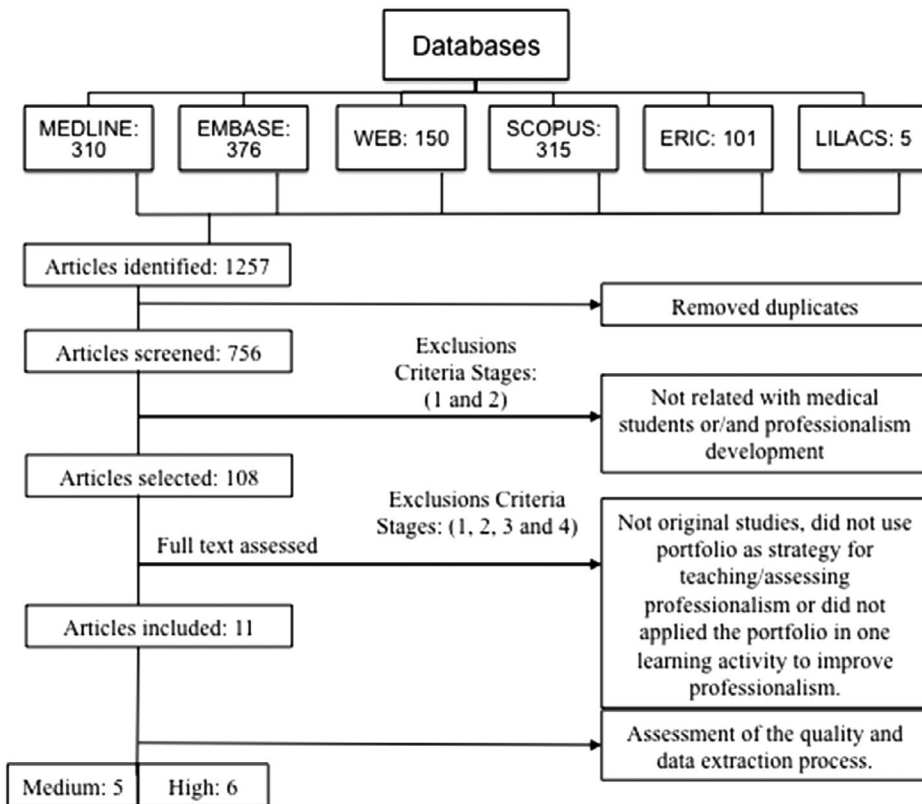 Databases
MEDLINE:
310
EMBASE:
376
WEB: 150
SCOPUS:
315
ERIC: 101
LILACS: 5
Articles identified: 1257
Removed duplicates
Articles screened: 756
Exclusions
Criteria Stages:
(1 and 2)
Not related with medical
students or/and professionalism
development
Articles selected: 108
Exclusions Criteria
Stages: (1, 2, 3 and 4)
Full text assessed
Not original studies, did not use
portfolio as strategy for
teaching/assessing
professionalism or did not
applied the portfolio in one
learning activity to improve
professionalism.
Articles included: 11
Assessment of the quality and
data extraction process.
Medium: 5
High: 6